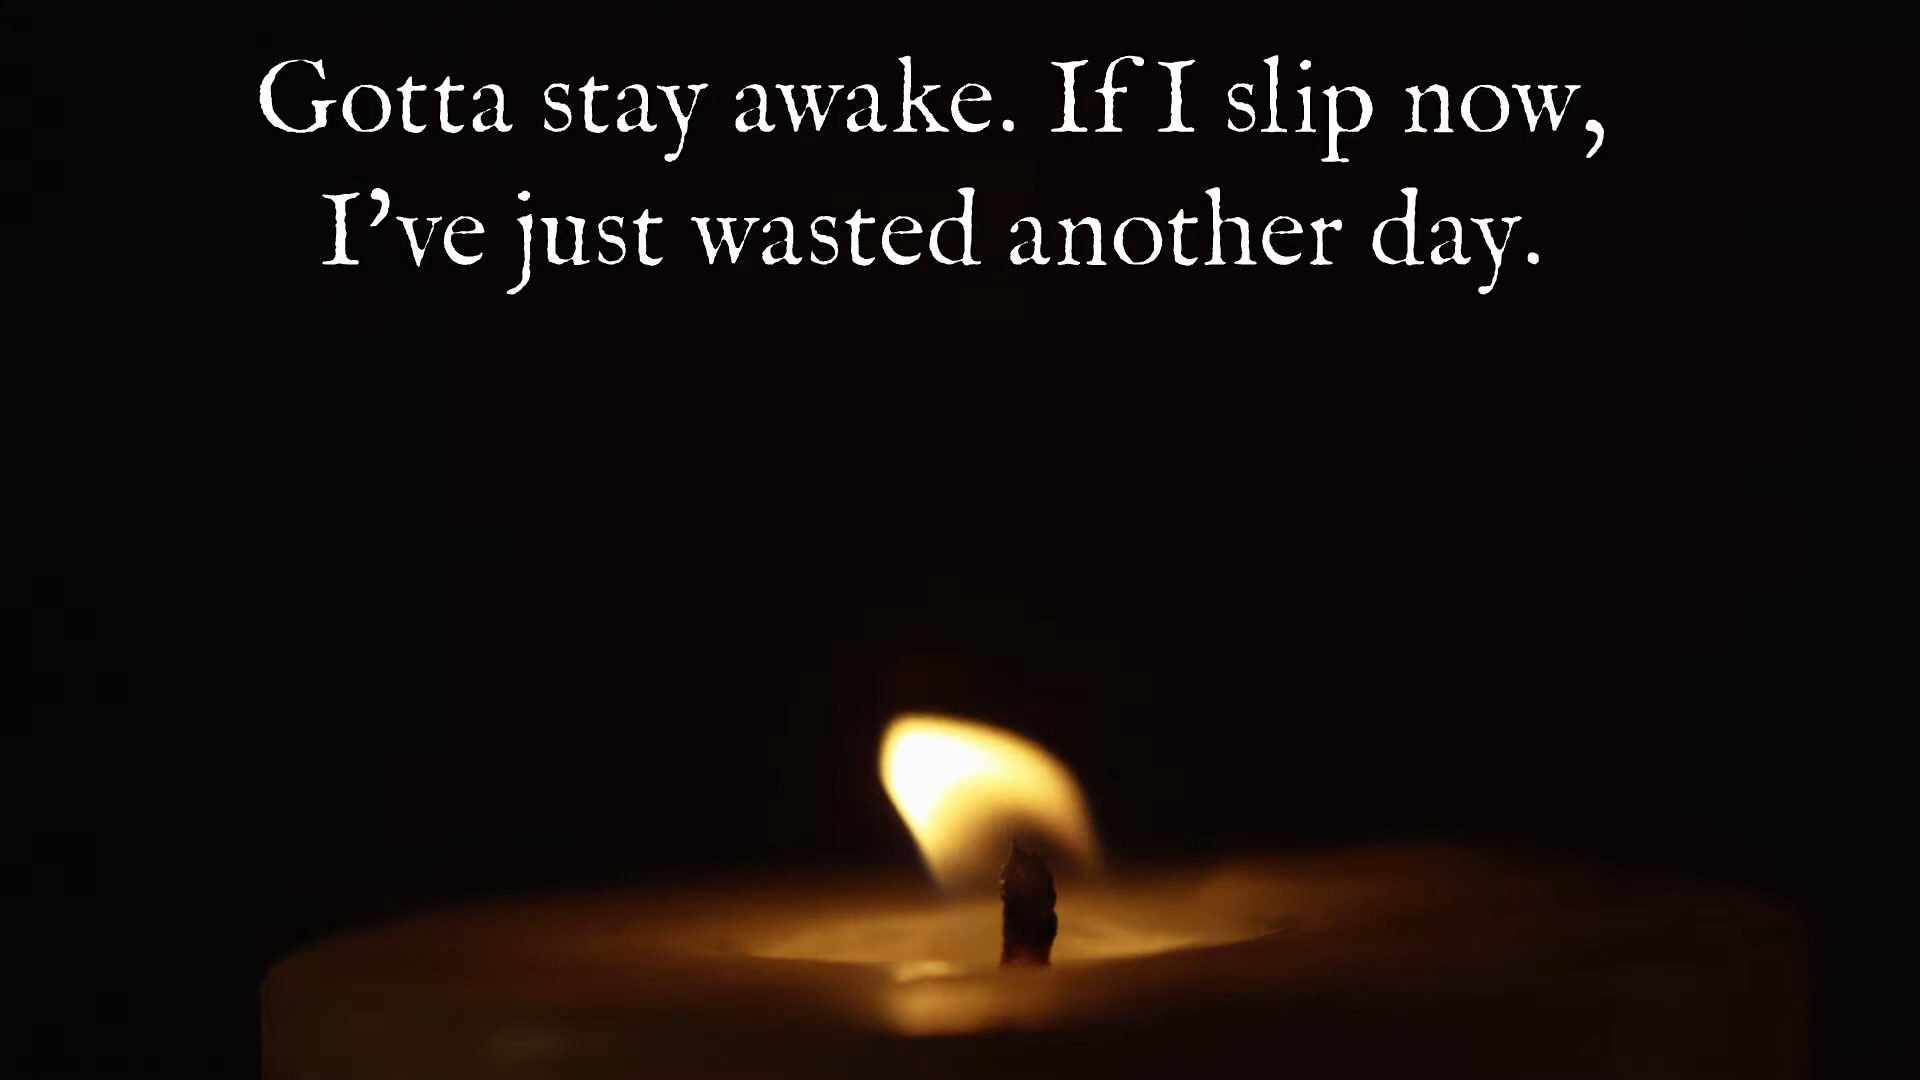 Gotta stay awake. If I slip now,
I’ve just wasted another day.